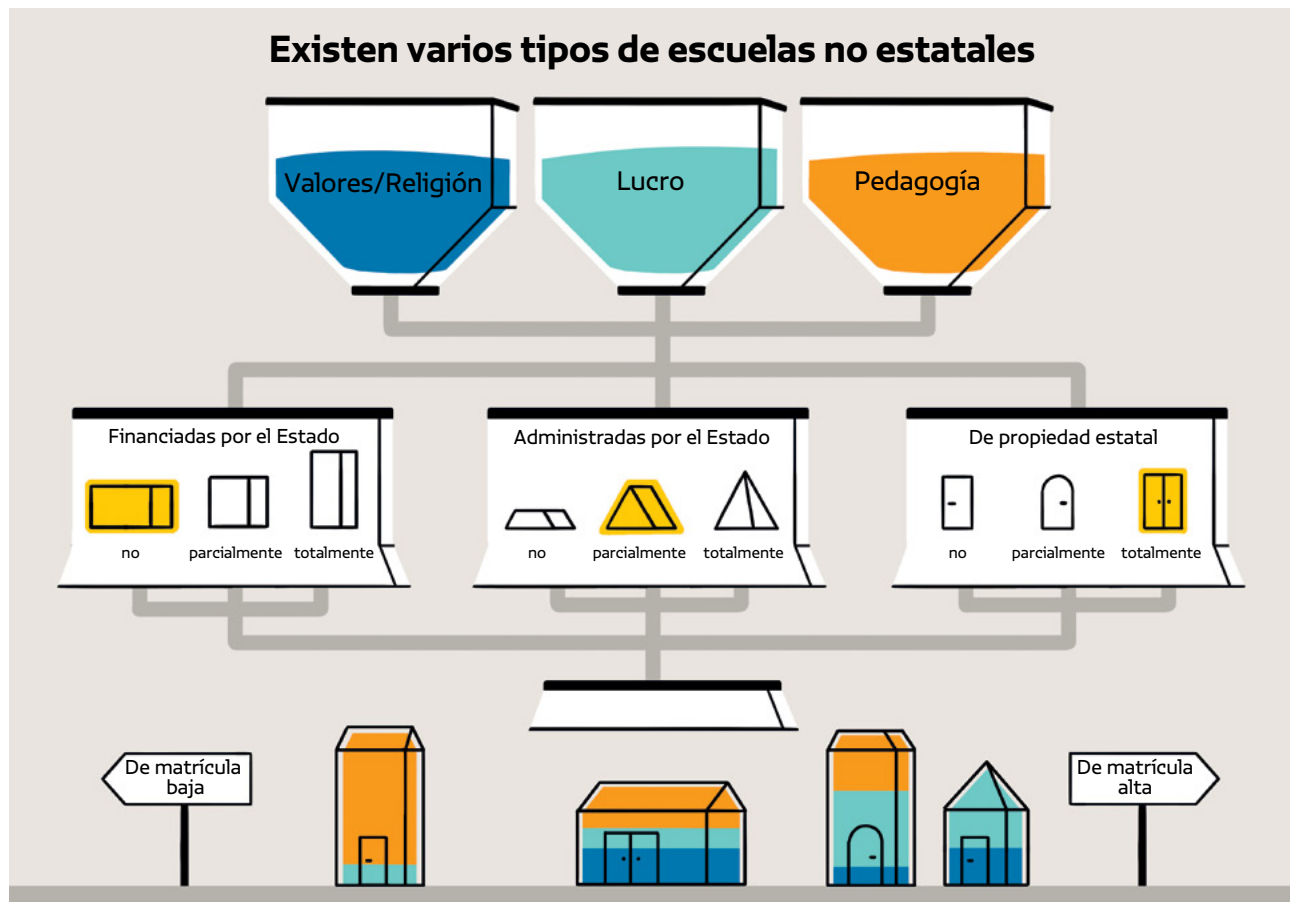 Existen varios tipos de escuelas no estatales
Valores/Religión
Lucro
Pedagogía
Financiadas por el Estado
no
parcialmente
totalmente
Administradas por el Estado
no
parcialmente
totalmente
De propiedad estatal
no
parcialmente
totalmente
De matrícula
baja
De matrícula
alta